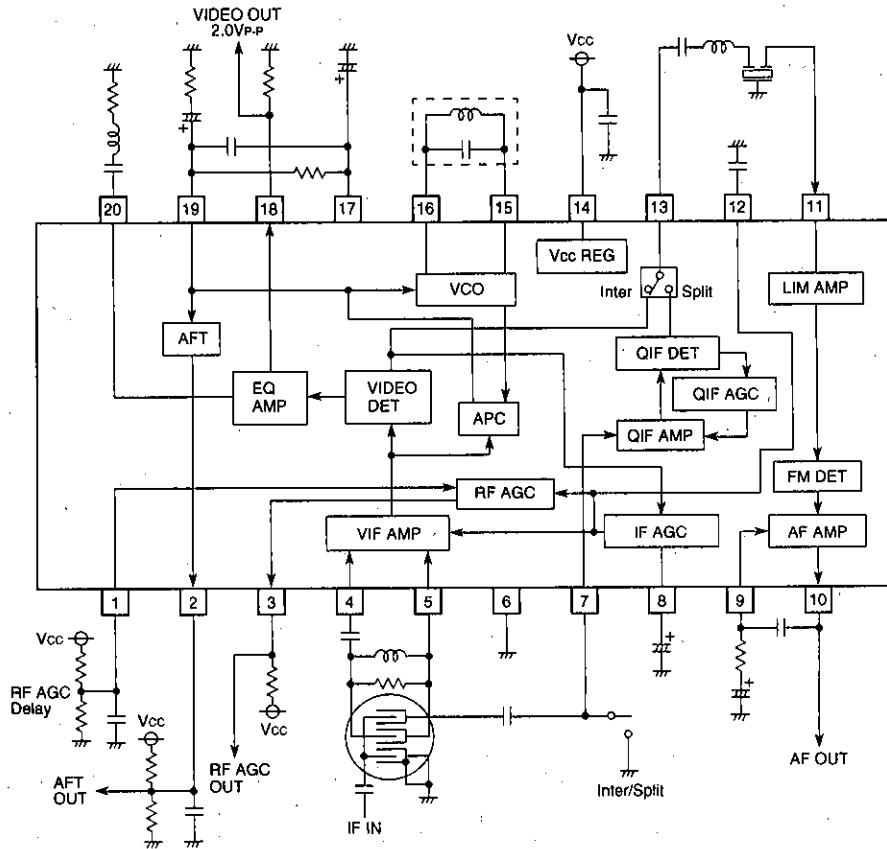 VIDEO OUT
2.0VP-P
Vcc
20
19
18
17
16
15
14
13
12
11
Vcc REG
VCO
Inter
Split
LIM AMP
AFT
QIF DET
EQ
AMP
VIDEO
DET
QIF AGC
APC
QIF AMP
FM DET
RF AGC
VIF AMP
IF AGC
AF AMP
1
2
3
4
5
6
7
8
9
10
Vcc
RF AGC
Delay
Vcc
Vcc
AFT
OUT
RF AGC
OUT
IF IN
Inter/Split
AF OUT